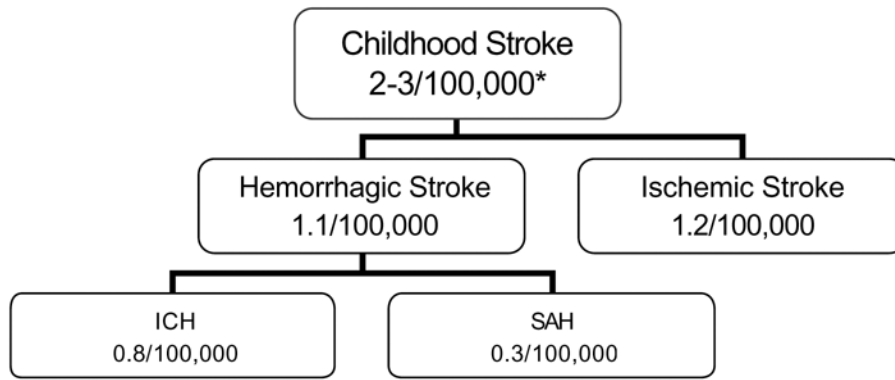 Childhood Stroke
2-3/100,000*
Hemorrhagic Stroke
1.1/100,000
Ischemic Stroke
1.2/100,000
ICH
0.8/100,000
SAH
0.3/100,000